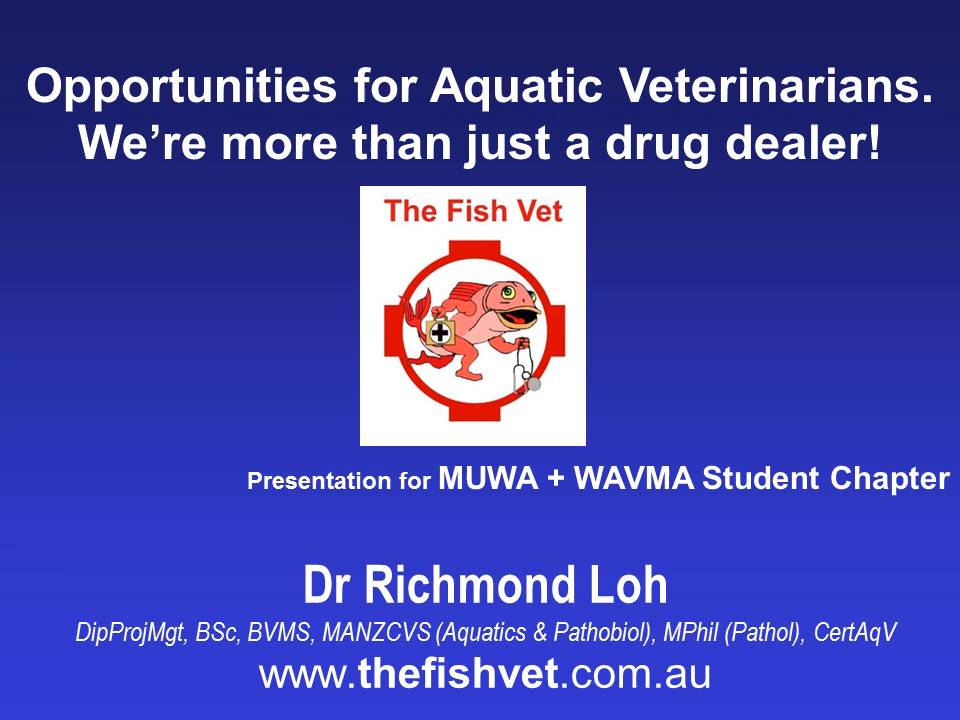 Opportunities for Aquatic Veterinarians.
We’re more than just a drug dealer!
The Fish Vet
Presentation for MUWA + WAVMA Student Chapter
Dr Richmond Loh
DipProjMgt, BSc, BVMS, MANZCVS (Aquatics & Pathobiol), MPhil (Pathol), CertAqV
www.thefishvet.com.au